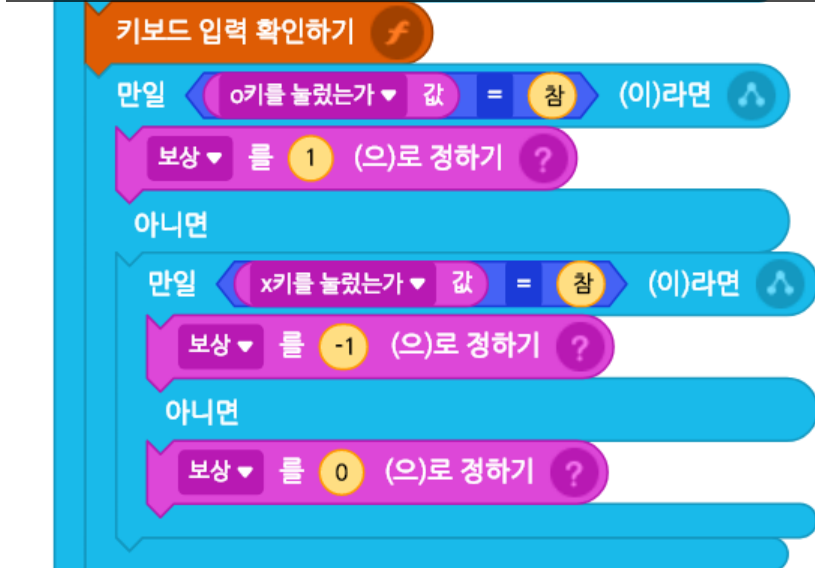 키보드 입력 확인하기
만일 o키를 눌렀는가 값 = 참 (이)라면
보상 를 1 (으)로 정하기 ?
아니면
만일 x키를 눌렀는가 값 = 참 (이)라면
보상 를 -1 (으)로 정하기 ?
아니면
보상 를 0 (으)로 정하기 ?